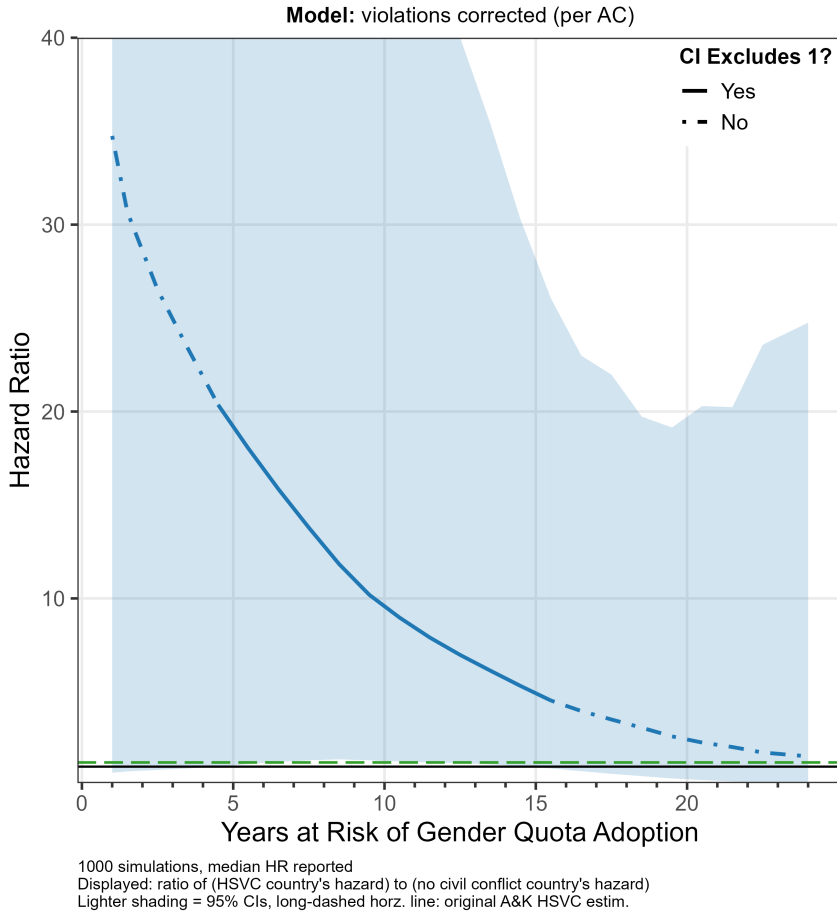 Model: violations corrected (per AC)
40
30
20
10
Hazard Ratio
CI Excludes 1?
Yes
No
0
5
10
15
20
Years at Risk of Gender Quota Adoption
1000 simulations, median HR reported
Displayed: ratio of (HSVC country's hazard) to (no civil conflict country's hazard)
Lighter shading = 95% CIs, long-dashed horz. line: original A&K HSVC estim.